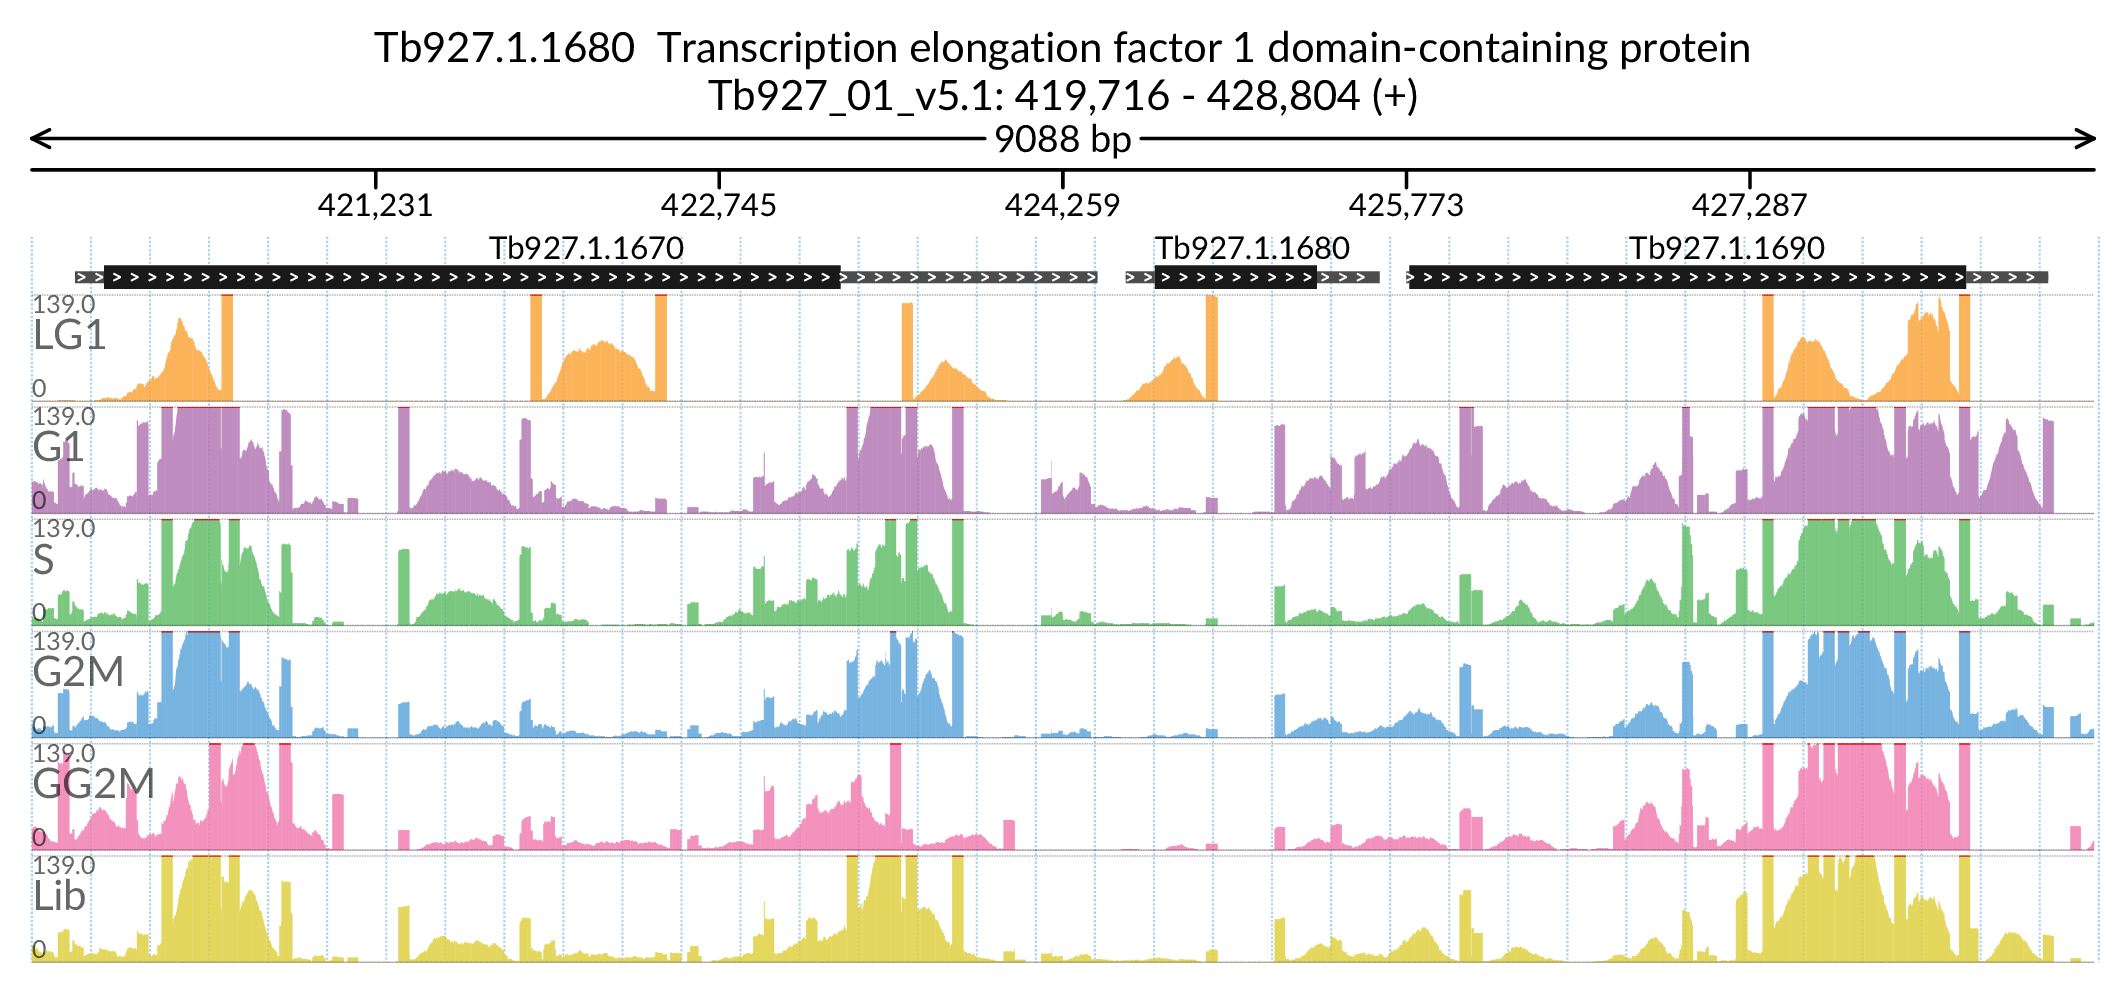 Tb927.1.1680  Transcription elongation factor 1 domain-containing protein
Tb927_01_v5.1: 419,716 - 428,804 (+)
9088 bp
421,231 422,745 424,259 425,773 427,287
Tb927.1.1670 Tb927.1.1680 Tb927.1.1690
139.0
LG1
0
139.0
G1
0
139.0
S
0
139.0
G2M
0
139.0
GG2M
0
139.0
Lib
0